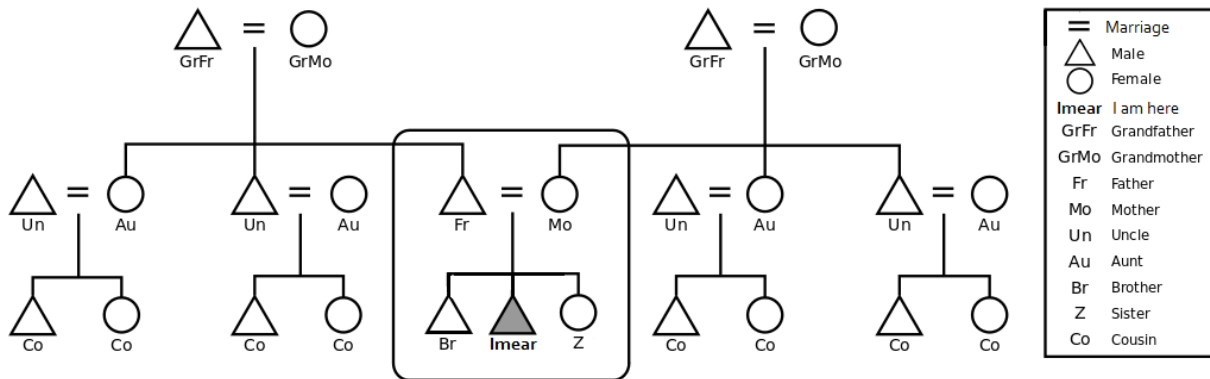 GrFr GrMo GrFr GrMo
Un Au Un Au Fr Mo Un Au Un Au
Co Co Co Co Br Imear Z Co Co Co Co
= Marriage
Male
Female
Imear I am here
GrFr Grandfather
GrMo Grandmother
Fr Father
Mo Mother
Un Uncle
Au Aunt
Br Brother
Z Sister
Co Cousin